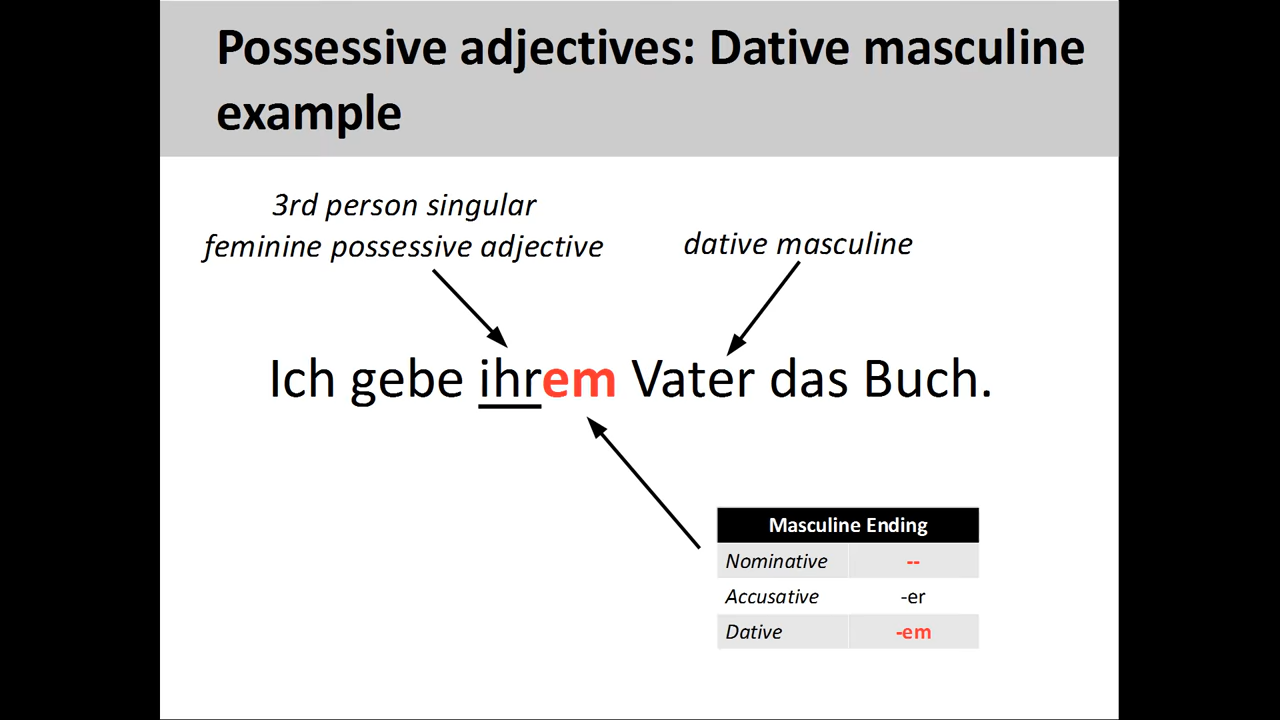 Possessive adjectives: Dative masculine
example
3rd person singular
feminine possessive adjective
dative masculine
Ich gebe ihrem Vater das Buch.
Masculine Ending
Nominative --
Accusative -er
Dative -em